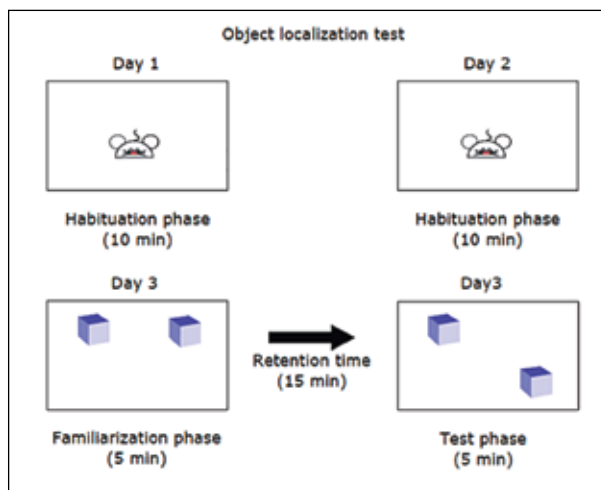 Object localization test
Day 1
Day 2
Habituation phase
(10 min)
Habituation phase
(10 min)
Day 3
Day3
Retention time
(15 min)
Familiarization phase
(5 min)
Test phase
(5 min)